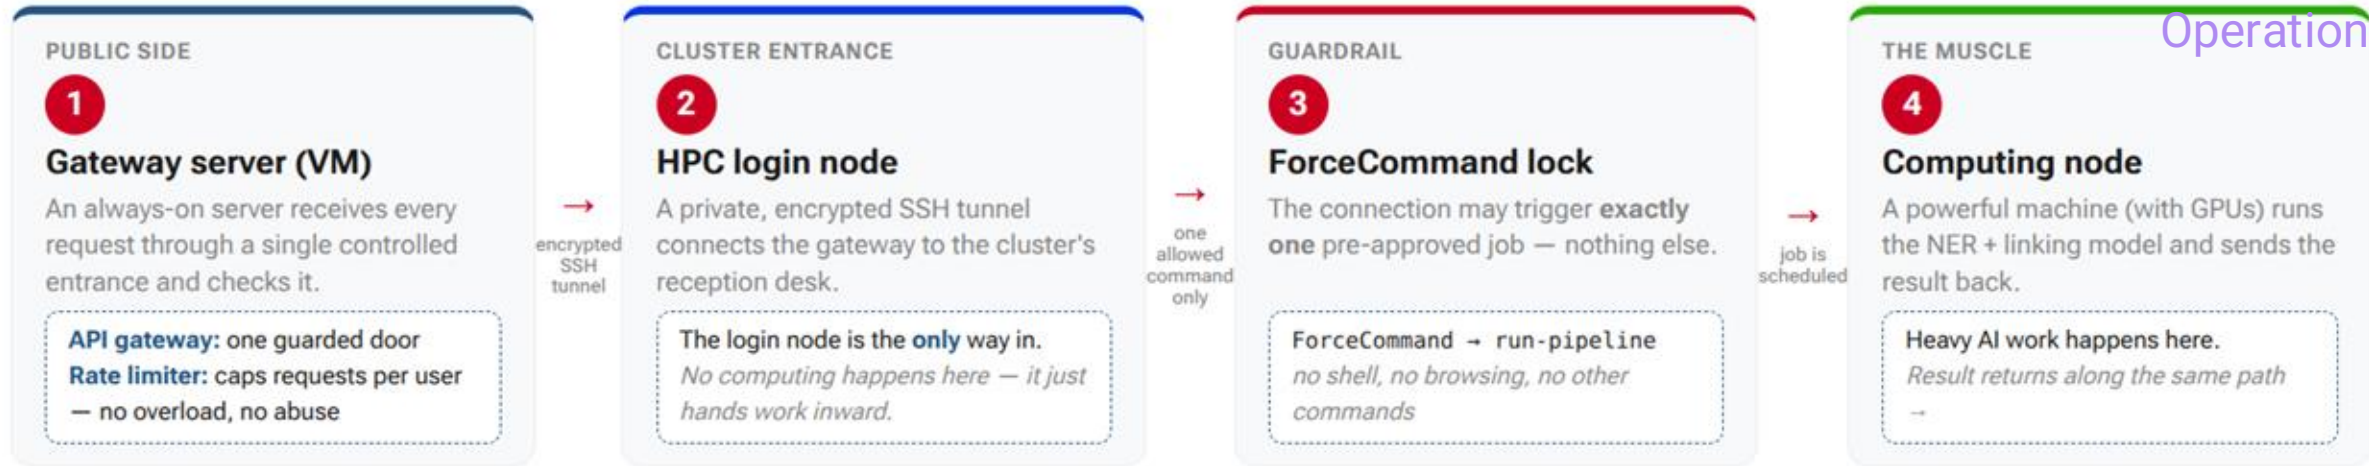 Operation
PUBLIC SIDE
1
Gateway server (VM)
An always-on server receives every
request through a single controlled
entrance and checks it.
API gateway: one guarded door
Rate limiter: caps requests per user
— no overload, no abuse
→
encrypted
SSH
tunnel
CLUSTER ENTRANCE
2
HPC login node
A private, encrypted SSH tunnel
connects the gateway to the cluster's
reception desk.
The login node is the only way in.
No computing happens here — it just
hands work inward.
→
one
allowed
command
only
GUARDRAIL
3
ForceCommand lock
The connection may trigger exactly
one pre-approved job — nothing else.
ForceCommand → run-pipeline
no shell, no browsing, no other
commands
→
job is
scheduled
THE MUSCLE
4
Computing node
A powerful machine (with GPUs) runs
the NER + linking model and sends the
result back.
Heavy AI work happens here.
Result returns along the same path
→